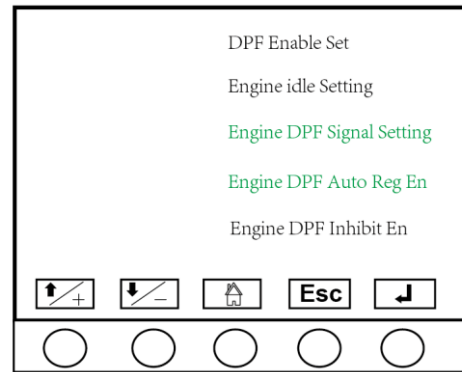 DPF Enable Set
Engine idle Setting
Engine DPF Signal Setting
Engine DPF Auto Reg En
Engine DPF Inhibit En
⬆/+ ⬇/− Esc ↲